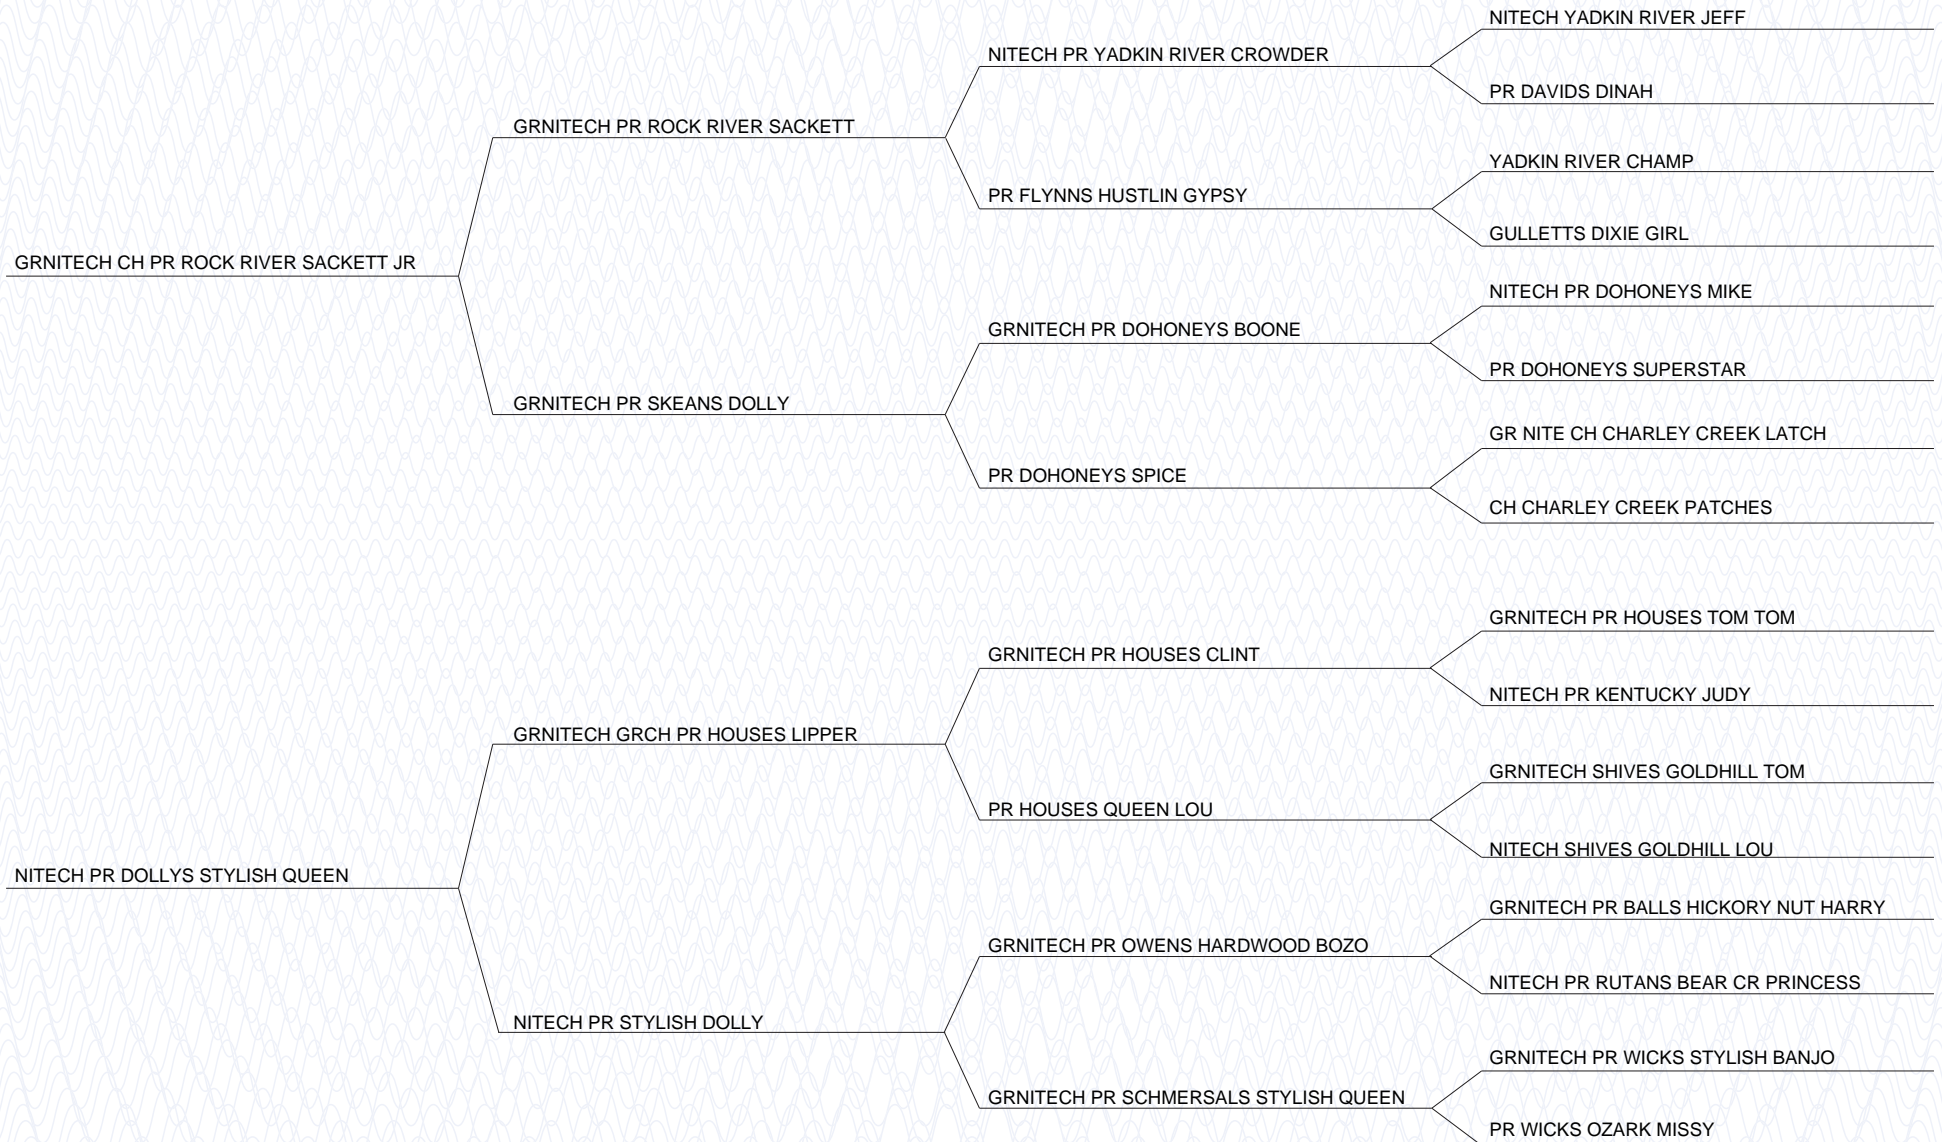 NITECH YADKIN RIVER JEFF
NITECH PR YADKIN RIVER CROWDER
PR DAVIDS DINAH
GRNITECH PR ROCK RIVER SACKETT
YADKIN RIVER CHAMP
PR FLYNNS HUSTLIN GYPSY
GULLETTS DIXIE GIRL
GRNITECH CH PR ROCK RIVER SACKETT JR
NITECH PR DOHONEYS MIKE
GRNITECH PR DOHONEYS BOONE
PR DOHONEYS SUPERSTAR
GRNITECH PR SKEANS DOLLY
GR NITE CH CHARLEY CREEK LATCH
PR DOHONEYS SPICE
CH CHARLEY CREEK PATCHES
GRNITECH PR HOUSES TOM TOM
GRNITECH PR HOUSES CLINT
NITECH PR KENTUCKY JUDY
GRNITECH GRCH PR HOUSES LIPPER
GRNITECH SHIVES GOLDHILL TOM
PR HOUSES QUEEN LOU
NITECH SHIVES GOLDHILL LOU
NITECH PR DOLLYS STYLISH QUEEN
GRNITECH PR BALLS HICKORY NUT HARRY
GRNITECH PR OWENS HARDWOOD BOZO
NITECH PR RUTANS BEAR CR PRINCESS
NITECH PR STYLISH DOLLY
GRNITECH PR WICKS STYLISH BANJO
GRNITECH PR SCHMERSALS STYLISH QUEEN
PR WICKS OZARK MISSY